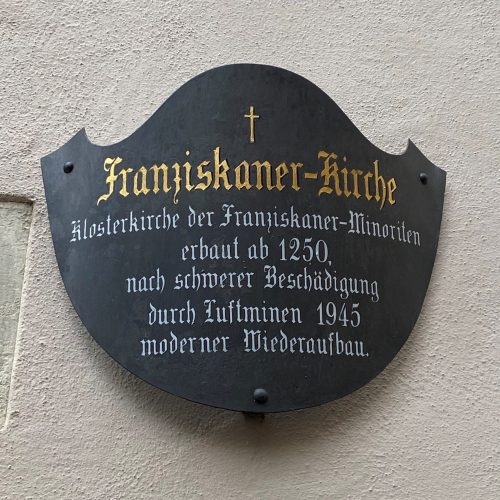 Franziskaner-Kirche
Klosterkirche der Franziskaner-Minoriten
erbaut ab 1250,
nach schwerer Beschädigung
durch Luftminen 1945
moderner Wiederaufbau.